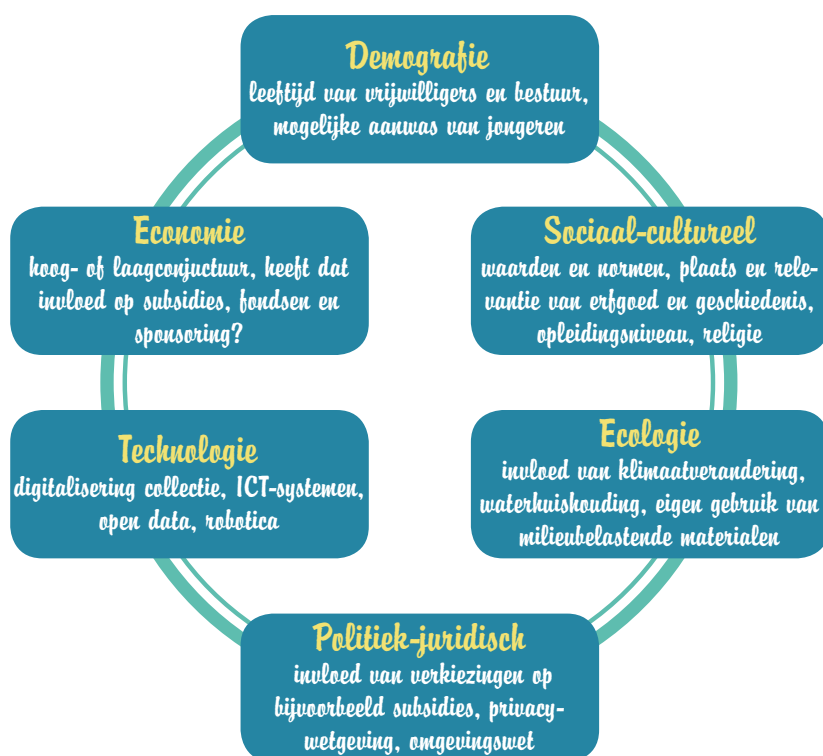 Demografie
leeftijd van vrijwilligers en bestuur,
mogelijke aanwas van jongeren
Economie
hoog- of laagconjuctuur, heeft dat
invloed op subsidies, fondsen en
sponsoring?
Sociaal-cultureel
waarden en normen, plaats en rele-
vantie van erfgoed en geschiedenis,
opleidingsniveau, religie
Technologie
digitalisering collectie, ICT-systemen,
open data, robotica
Ecologie
invloed van klimaatverandering,
waterhuishouding, eigen gebruik van
milieubelastende materialen
Politiek-juridisch
invloed van verkiezingen op
bijvoorbeeld subsidies, privacy-
wetgeving, omgevingswet